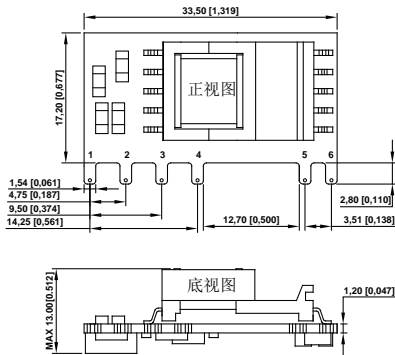 33,50 [1,319]
17,20 [0,677]
正视图
1 2 3 4 5 6
1,54 [0,061]
4,75 [0,187]
9,50 [0,374]
14,25 [0,561]
12,70 [0,500]
2,80 [0,110]
3,51 [0,138]
底视图
MAX 13.00[0.512]
1,20 [0,047]